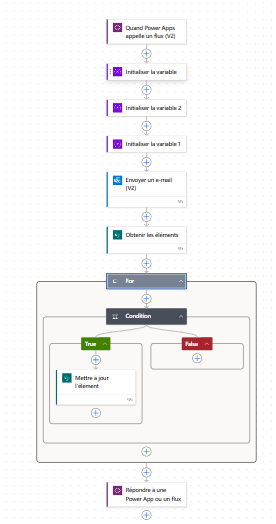 Quand Power Apps
appelle un flux (V2)
Initialiser la variable
Initialiser la variable 2
Initialiser la variable 1
Envoyer un e-mail
(V2)
Obtenir les éléments
For
Condition
True
False
Mettre à jour
l'élément
Répondre à une
Power App ou un flux